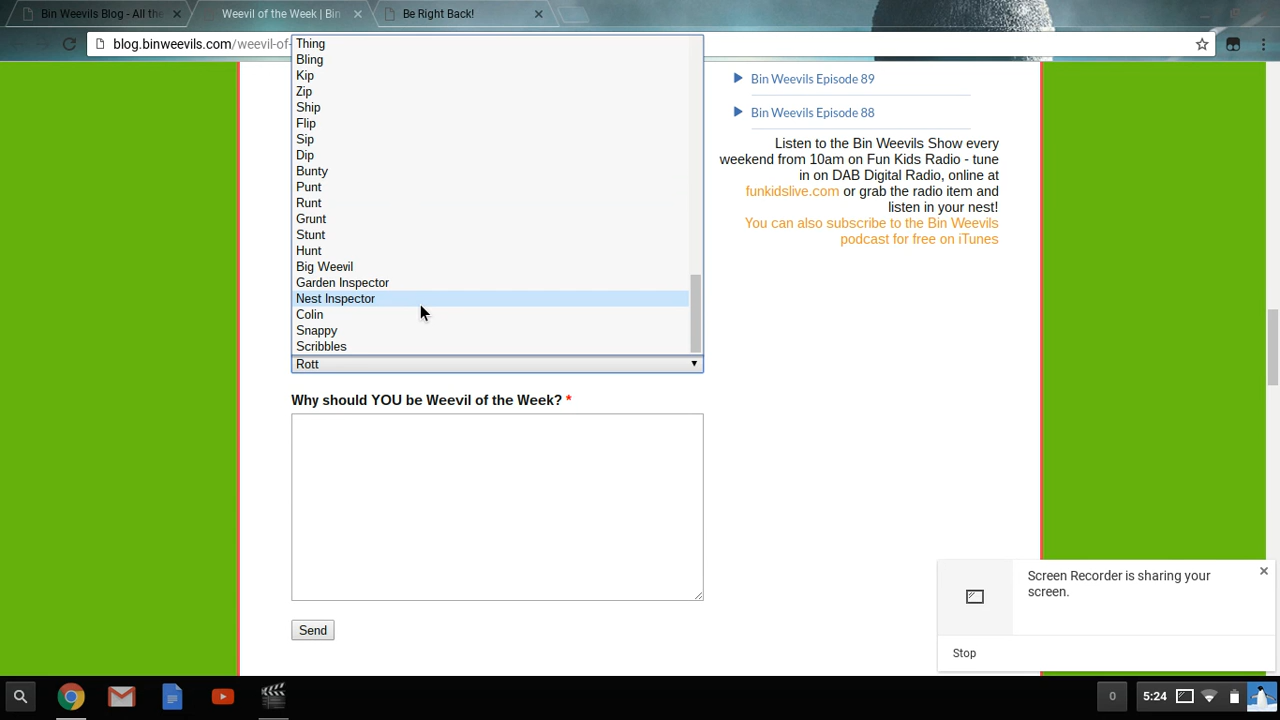 Bin Weevils Blog - All the
Weevil of the Week | Bin
Be Right Back!
blog.binweevils.com/weevil-of-
Thing
Bling
Kip
Zip
Ship
Flip
Sip
Dip
Bunty
Punt
Runt
Grunt
Stunt
Hunt
Big Weevil
Garden Inspector
Nest Inspector
Colin
Snappy
Scribbles
Rott
Why should YOU be Weevil of the Week? *
Send
Bin Weevils Episode 89
Bin Weevils Episode 88
Listen to the Bin Weevils Show every
weekend from 10am on Fun Kids Radio - tune
in on DAB Digital Radio, online at
funkidslive.com or grab the radio item and
listen in your nest!
You can also subscribe to the Bin Weevils
podcast for free on iTunes
Screen Recorder is sharing your
screen.
Stop
0
5:24